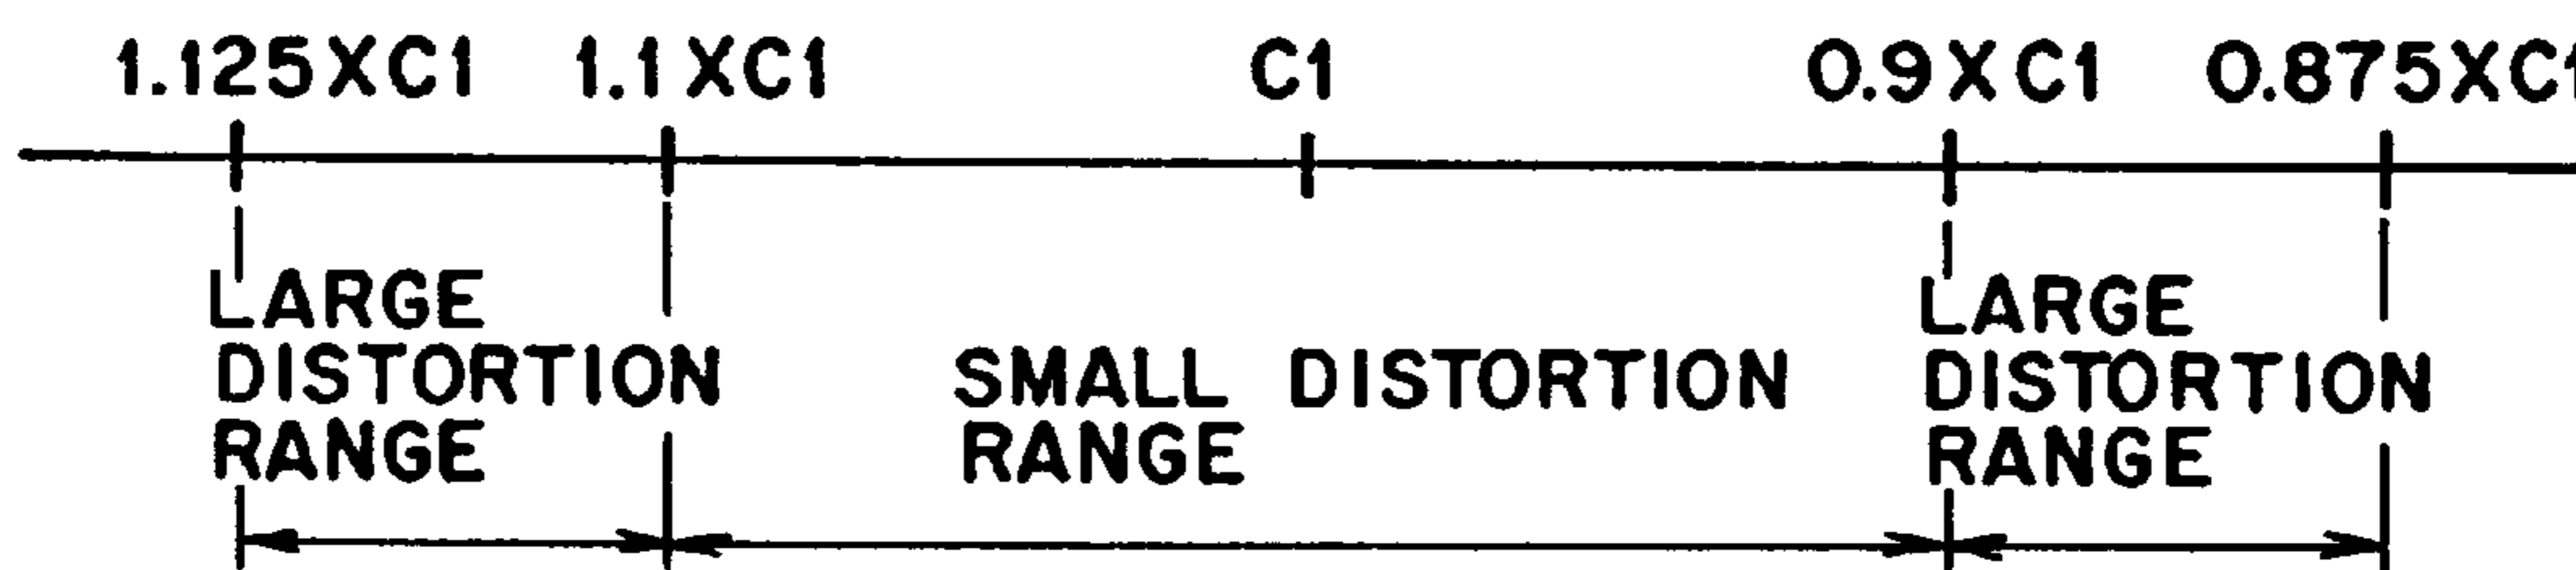 1.125XC1 1.1XC1 C1 0.9XC1 0.875XC1
LARGE
DISTORTION
RANGE
SMALL DISTORTION
RANGE
LARGE
DISTORTION
RANGE